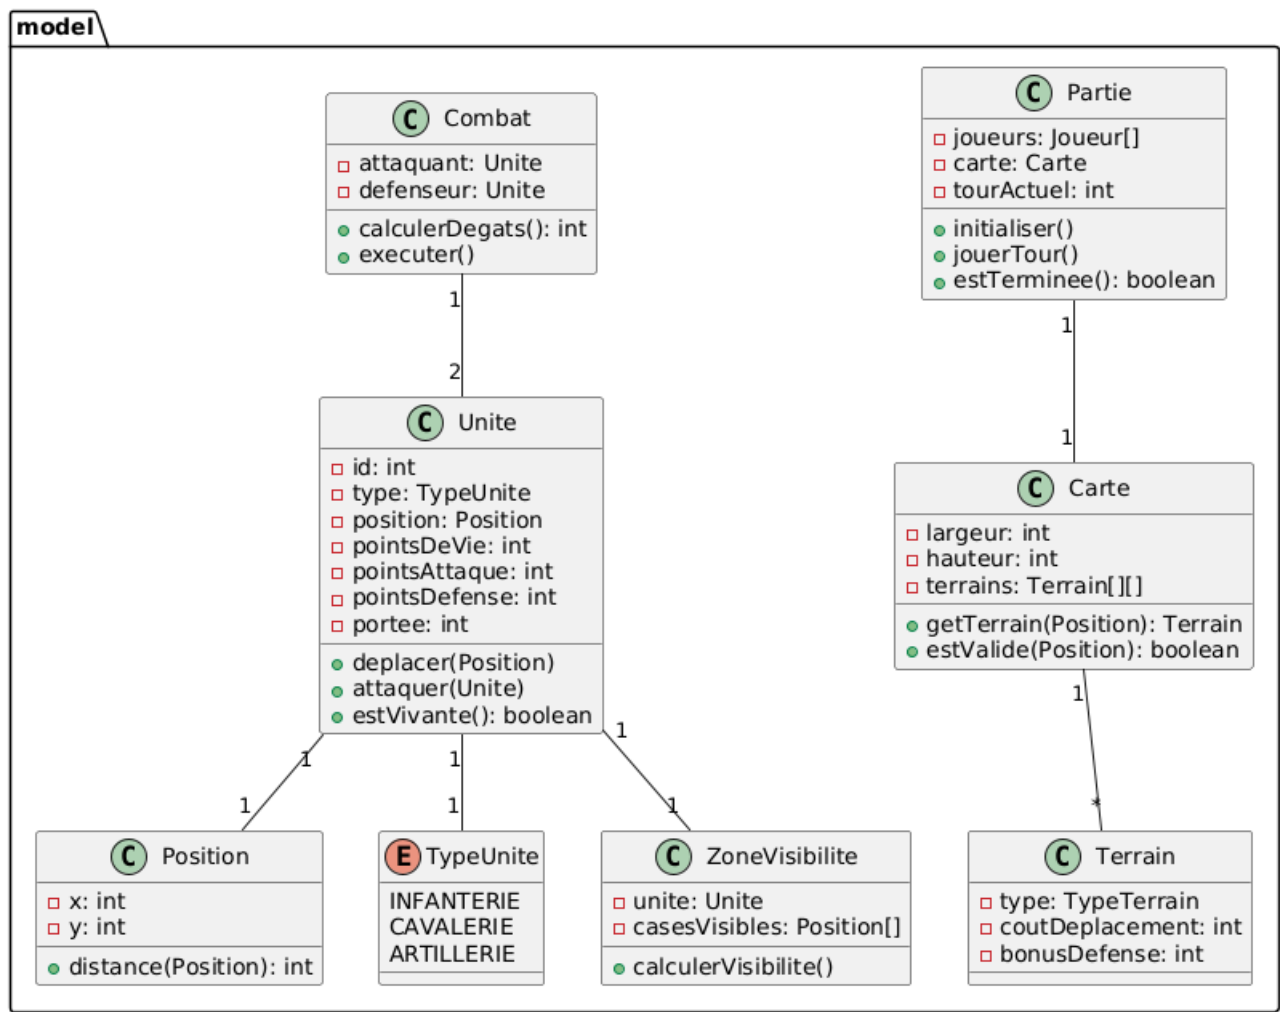 model
C Combat
attaquant: Unite
defenseur: Unite
calculerDegats(): int
executer()
C Partie
joueurs: Joueur[]
carte: Carte
tourActuel: int
initialiser()
jouerTour()
estTerminee(): boolean
1
2
1
1
C Unite
id: int
type: TypeUnite
position: Position
pointsDeVie: int
pointsAttaque: int
pointsDefense: int
portee: int
deplacer(Position)
attaquer(Unite)
estVivante(): boolean
C Carte
largeur: int
hauteur: int
terrains: Terrain[][]
getTerrain(Position): Terrain
estValide(Position): boolean
1
1
1
1
1
1
1
*
C Position
x: int
y: int
distance(Position): int
E TypeUnite
INFANTERIE
CAVALERIE
ARTILLERIE
C ZoneVisibilite
unite: Unite
casesVisibles: Position[]
calculerVisibilite()
C Terrain
type: TypeTerrain
coutDeplacement: int
bonusDefense: int